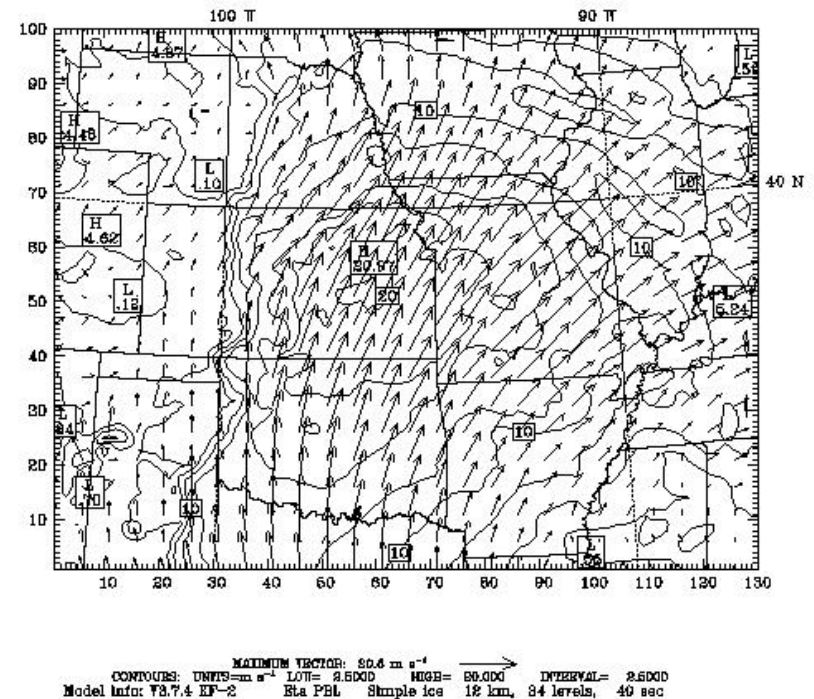 100 W 90 W
100
H
4.87
L
90
10
H
4.43
80
L
.10
10
70
40 N
H
4.62
60
H
20.97
10
L
.12
50
20
L
5.24
40
30
L
10
20
L
.70
10
10
10
L
10 20 30 40 50 60 70 80 90 100 110 120 130
MAXIMUM VECTOR: 20.6 m s-1
CONTOURS: UNITS=m s-1 LOW= 2.5000 HIGH= 20.000 INTERVAL= 2.5000
Model info: V3.7.4 KF-2 Eta PBL Simple ice 12 km, 34 levels, 40 sec